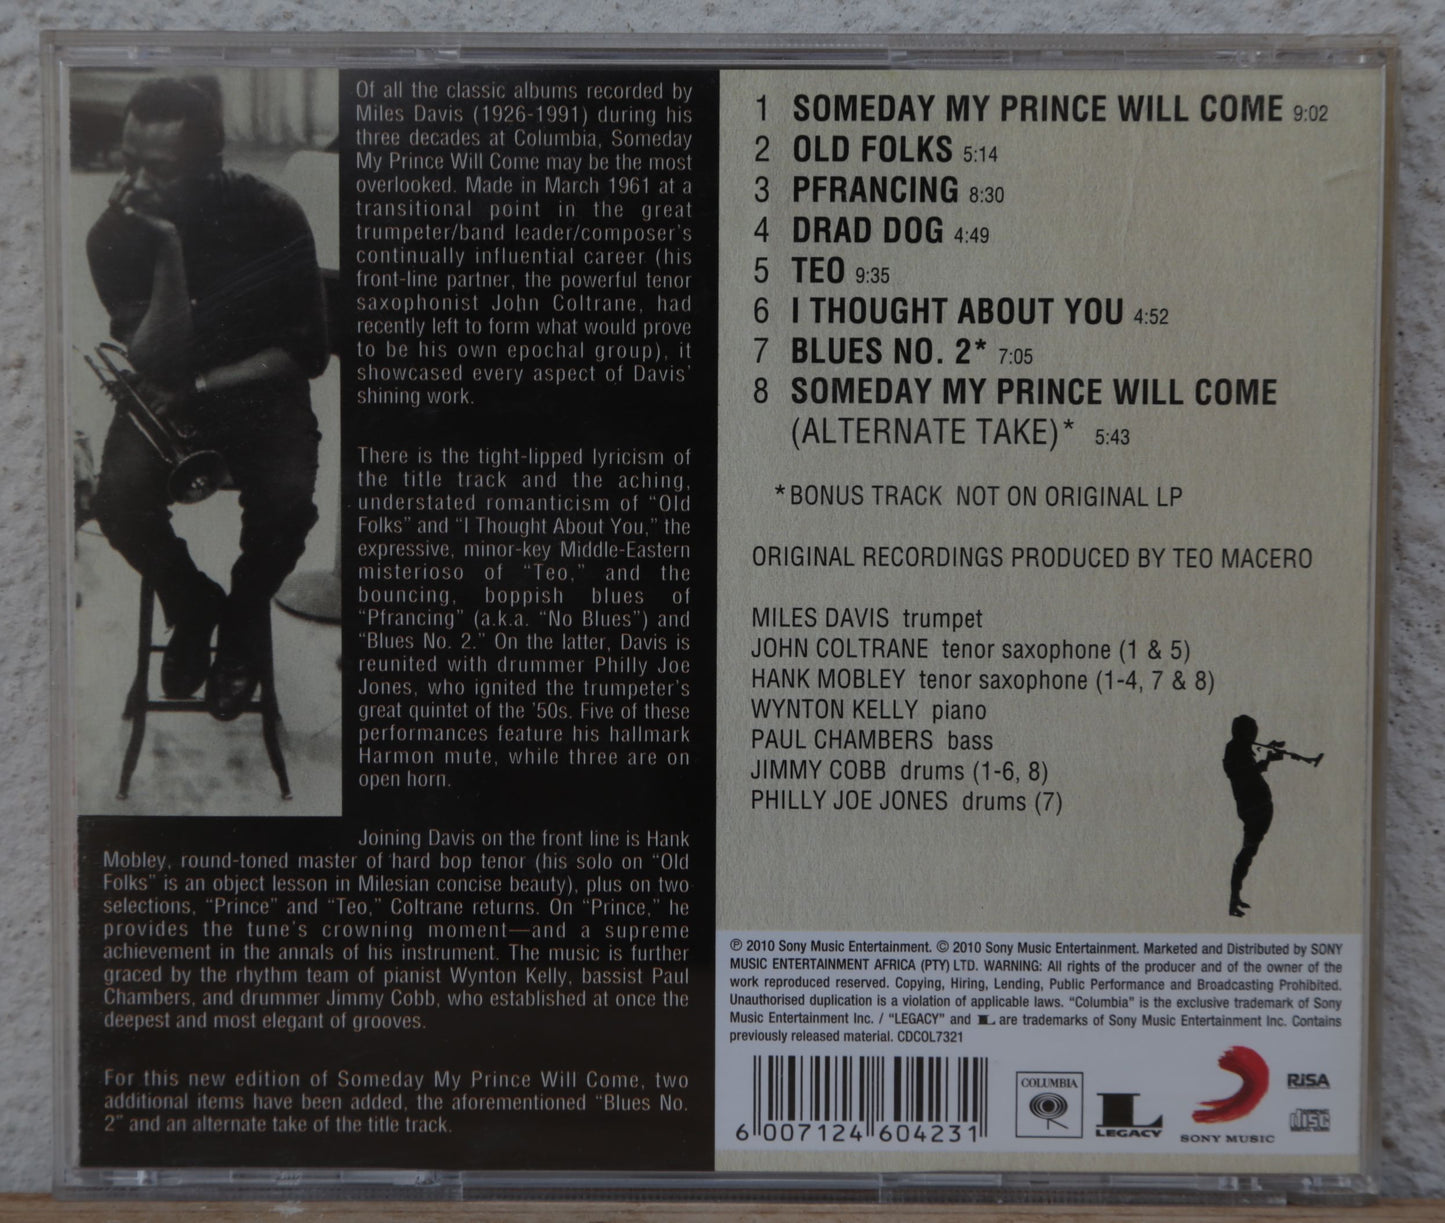 Of all the classic albums recorded by
Miles Davis (1926-1991) during his
three decades at Columbia, Someday
My Prince Will Come may be the most
overlooked. Made in March 1961 at a
transitional point in the great
trumpeter/band leader/composer's
continually influential career (his
front-line partner, the powerful tenor
saxophonist John Coltrane, had
recently left to form what would prove
to be his own epochal group), it
showcased every aspect of Davis'
shining work.
There is the tight-lipped lyricism of
the title track and the aching,
understated romanticism of “Old
Folks” and “I Thought About You,” the
expressive, minor-key Middle-Eastern
misterioso of “Teo,” and the
bouncing, boppish blues of
“Pfrancing” (a.k.a. “No Blues”) and
“Blues No. 2.” On the latter, Davis is
reunited with drummer Philly Joe
Jones, who ignited the trumpeter's
great quintet of the '50s. Five of these
performances feature his hallmark
Harmon mute, while three are on
open horn.
Joining Davis on the front line is Hank
Mobley, round-toned master of hard bop tenor (his solo on “Old
Folks” is an object lesson in Milesian concise beauty), plus on two
selections, “Prince” and “Teo,” Coltrane returns. On “Prince,” he
provides the tune's crowning moment—and a supreme
achievement in the annals of his instrument. The music is further
graced by the rhythm team of pianist Wynton Kelly, bassist Paul
Chambers, and drummer Jimmy Cobb, who established at once the
deepest and most elegant of grooves.
For this new edition of Someday My Prince Will Come, two
additional items have been added, the aforementioned “Blues No.
2” and an alternate take of the title track.
1 SOMEDAY MY PRINCE WILL COME 9:02
2 OLD FOLKS 5:14
3 PFRANCING 8:30
4 DRAD DOG 4:49
5 TEO 9:35
6 I THOUGHT ABOUT YOU 4:52
7 BLUES NO. 2* 7:05
8 SOMEDAY MY PRINCE WILL COME
(ALTERNATE TAKE)* 5:43
*BONUS TRACK NOT ON ORIGINAL LP
ORIGINAL RECORDINGS PRODUCED BY TEO MACERO
MILES DAVIS trumpet
JOHN COLTRANE tenor saxophone (1 & 5)
HANK MOBLEY tenor saxophone (1-4, 7 & 8)
WYNTON KELLY piano
PAUL CHAMBERS bass
JIMMY COBB drums (1-6, 8)
PHILLY JOE JONES drums (7)
℗ 2010 Sony Music Entertainment. © 2010 Sony Music Entertainment. Marketed and Distributed by SONY
MUSIC ENTERTAINMENT AFRICA (PTY) LTD. WARNING: All rights of the producer and of the owner of the
work reproduced reserved. Copying, Hiring, Lending, Public Performance and Broadcasting Prohibited.
Unauthorised duplication is a violation of applicable laws. “Columbia” is the exclusive trademark of Sony
Music Entertainment Inc. / “LEGACY” and L are trademarks of Sony Music Entertainment Inc. Contains
previously released material. CDCOL7321
6 007124 604231
COLUMBIA
L
LEGACY
SONY MUSIC
RiSA
disc